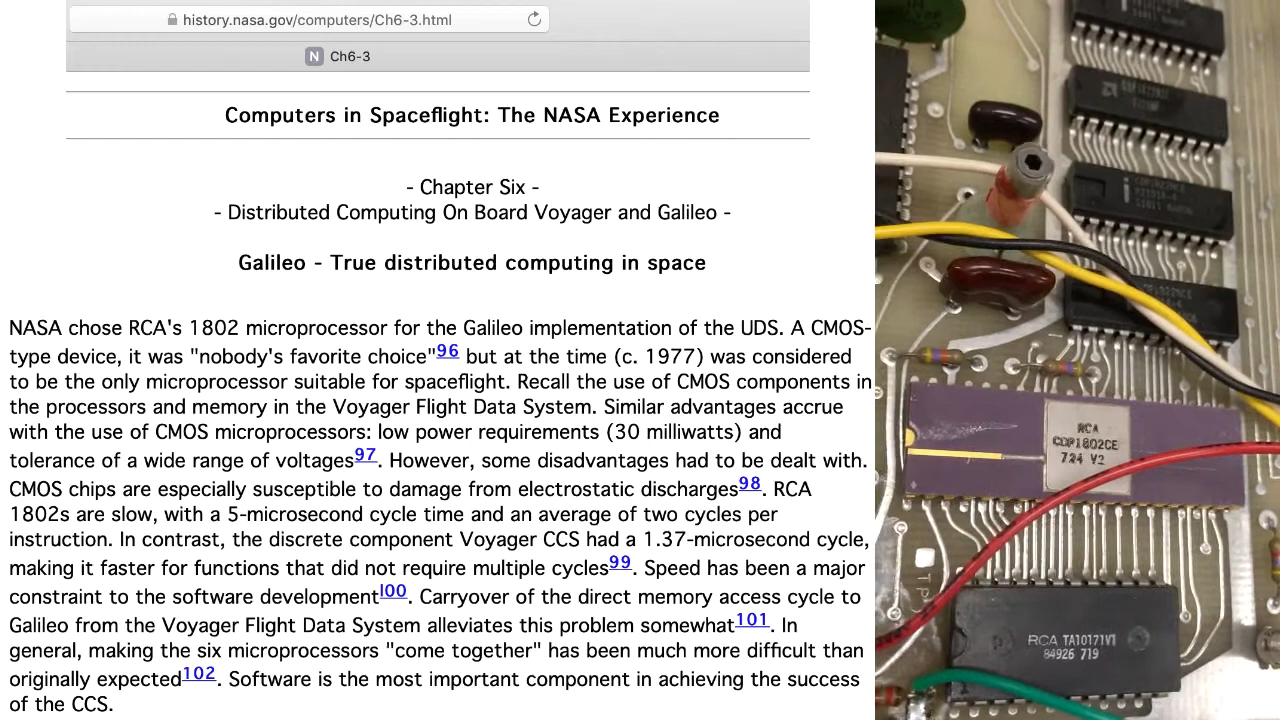 history.nasa.gov/computers/Ch6-3.html
N Ch6-3
Computers in Spaceflight: The NASA Experience
- Chapter Six -
- Distributed Computing On Board Voyager and Galileo -
Galileo - True distributed computing in space
NASA chose RCA's 1802 microprocessor for the Galileo implementation of the UDS. A CMOS-
type device, it was "nobody's favorite choice"96 but at the time (c. 1977) was considered
to be the only microprocessor suitable for spaceflight. Recall the use of CMOS components in
the processors and memory in the Voyager Flight Data System. Similar advantages accrue
with the use of CMOS microprocessors: low power requirements (30 milliwatts) and
tolerance of a wide range of voltages97. However, some disadvantages had to be dealt with.
CMOS chips are especially susceptible to damage from electrostatic discharges98. RCA
1802s are slow, with a 5-microsecond cycle time and an average of two cycles per
instruction. In contrast, the discrete component Voyager CCS had a 1.37-microsecond cycle,
making it faster for functions that did not require multiple cycles99. Speed has been a major
constraint to the software development l00. Carryover of the direct memory access cycle to
Galileo from the Voyager Flight Data System alleviates this problem somewhat101. In
general, making the six microprocessors "come together" has been much more difficult than
originally expected102. Software is the most important component in achieving the success
of the CCS.
RCA
CDP1802CE
724 V2
TP
RCA TA10171V1
84926 719